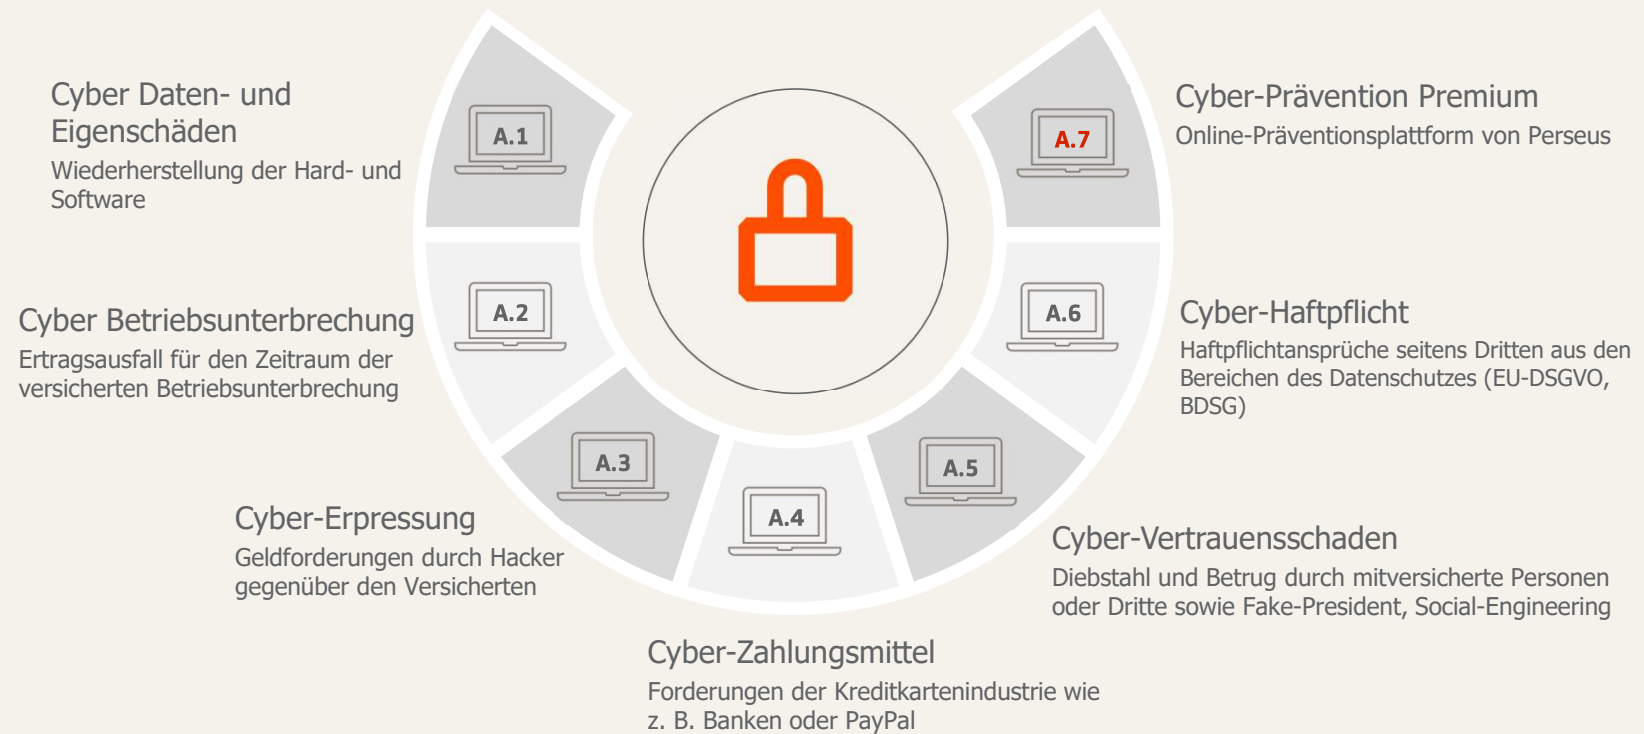 Cyber Daten- und
Eigenschäden
Wiederherstellung der Hard- und
Software
A.1
Cyber Betriebsunterbrechung
Ertragsausfall für den Zeitraum der
versicherten Betriebsunterbrechung
A.2
Cyber-Erpressung
Geldforderungen durch Hacker
gegenüber den Versicherten
A.3
Cyber-Zahlungsmittel
Forderungen der Kreditkartenindustrie wie
z. B. Banken oder PayPal
A.4
A.5
Cyber-Vertrauensschaden
Diebstahl und Betrug durch mitversicherte Personen
oder Dritte sowie Fake-President, Social-Engineering
A.6
Cyber-Haftpflicht
Haftpflichtansprüche seitens Dritten aus den
Bereichen des Datenschutzes (EU-DSGVO,
BDSG)
A.7
Cyber-Prävention Premium
Online-Präventionsplattform von Perseus